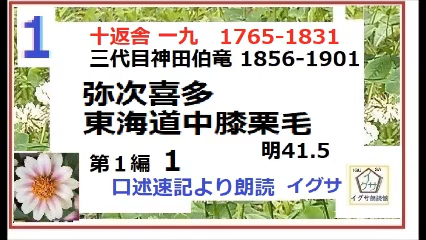 1
十返舎 一九 1765-1831
三代目神田伯竜 1856-1901
弥次喜多
東海道中膝栗毛
第１編 1
明41.5
口述速記より朗読 イグサ
イグサ朗読館